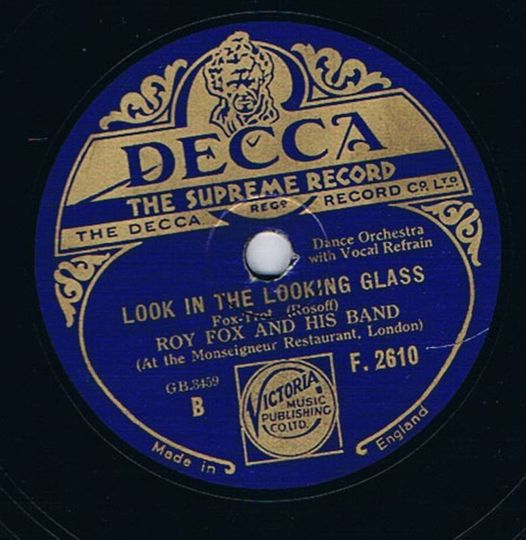 DECCA
THE SUPREME RECORD
THE DECCA REGD RECORD CO. LTD.
Dance Orchestra
with Vocal Refrain
LOOK IN THE LOOKING GLASS
Fox-Trot (Rosoff)
ROY FOX AND HIS BAND
(At the Monseigneur Restaurant, London)
GB.3459
B
F. 2610
VICTORIA
MUSIC
PUBLISHING
CO. LTD.
Made in England